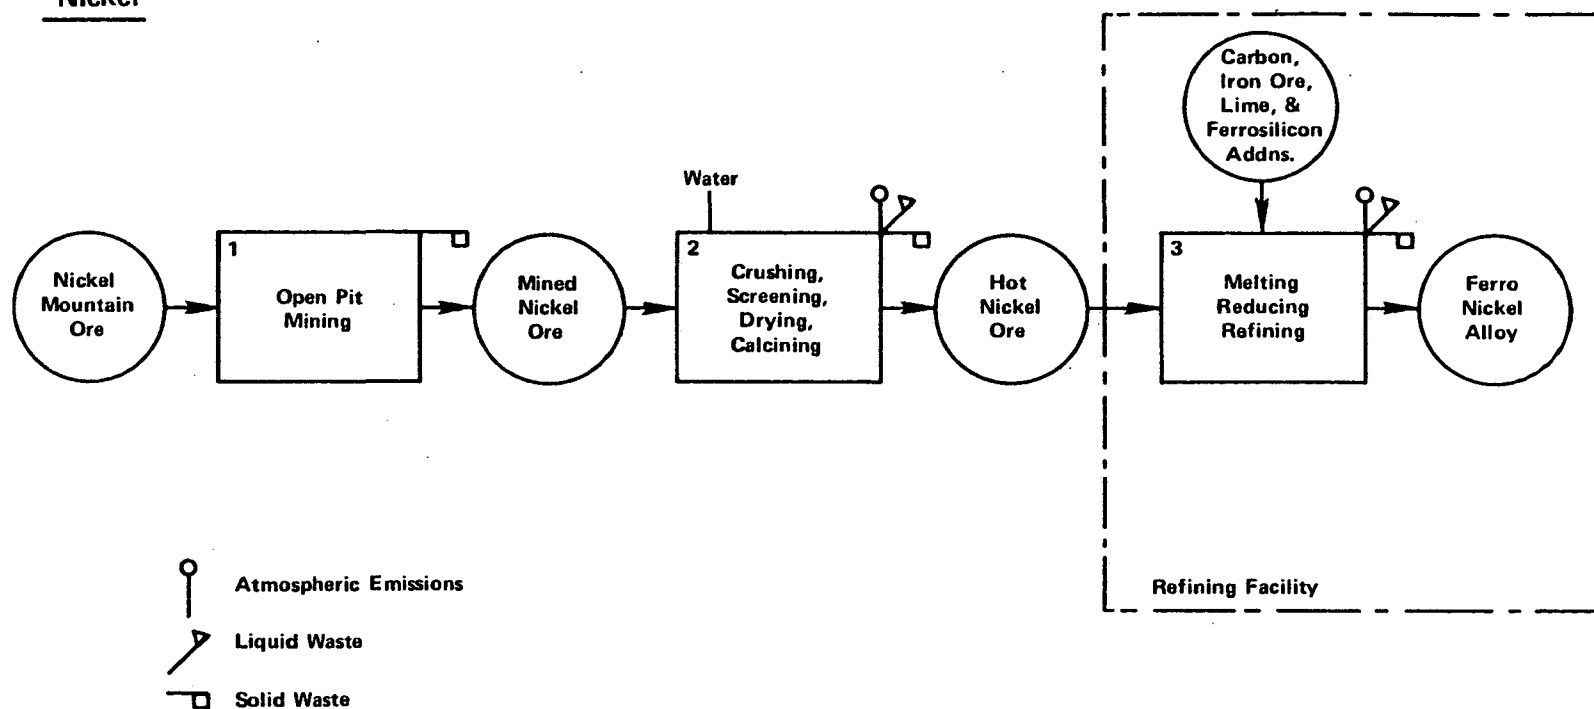 Nickel
Carbon,
Iron Ore,
Lime, &
Ferrosilicon
Addns.
Water
Nickel
Mountain
Ore
1
Open Pit
Mining
Mined
Nickel
Ore
2
Crushing,
Screening,
Drying,
Calcining
Hot
Nickel
Ore
3
Melting
Reducing
Refining
Ferro
Nickel
Alloy
Atmospheric Emissions
Liquid Waste
Solid Waste
Refining Facility